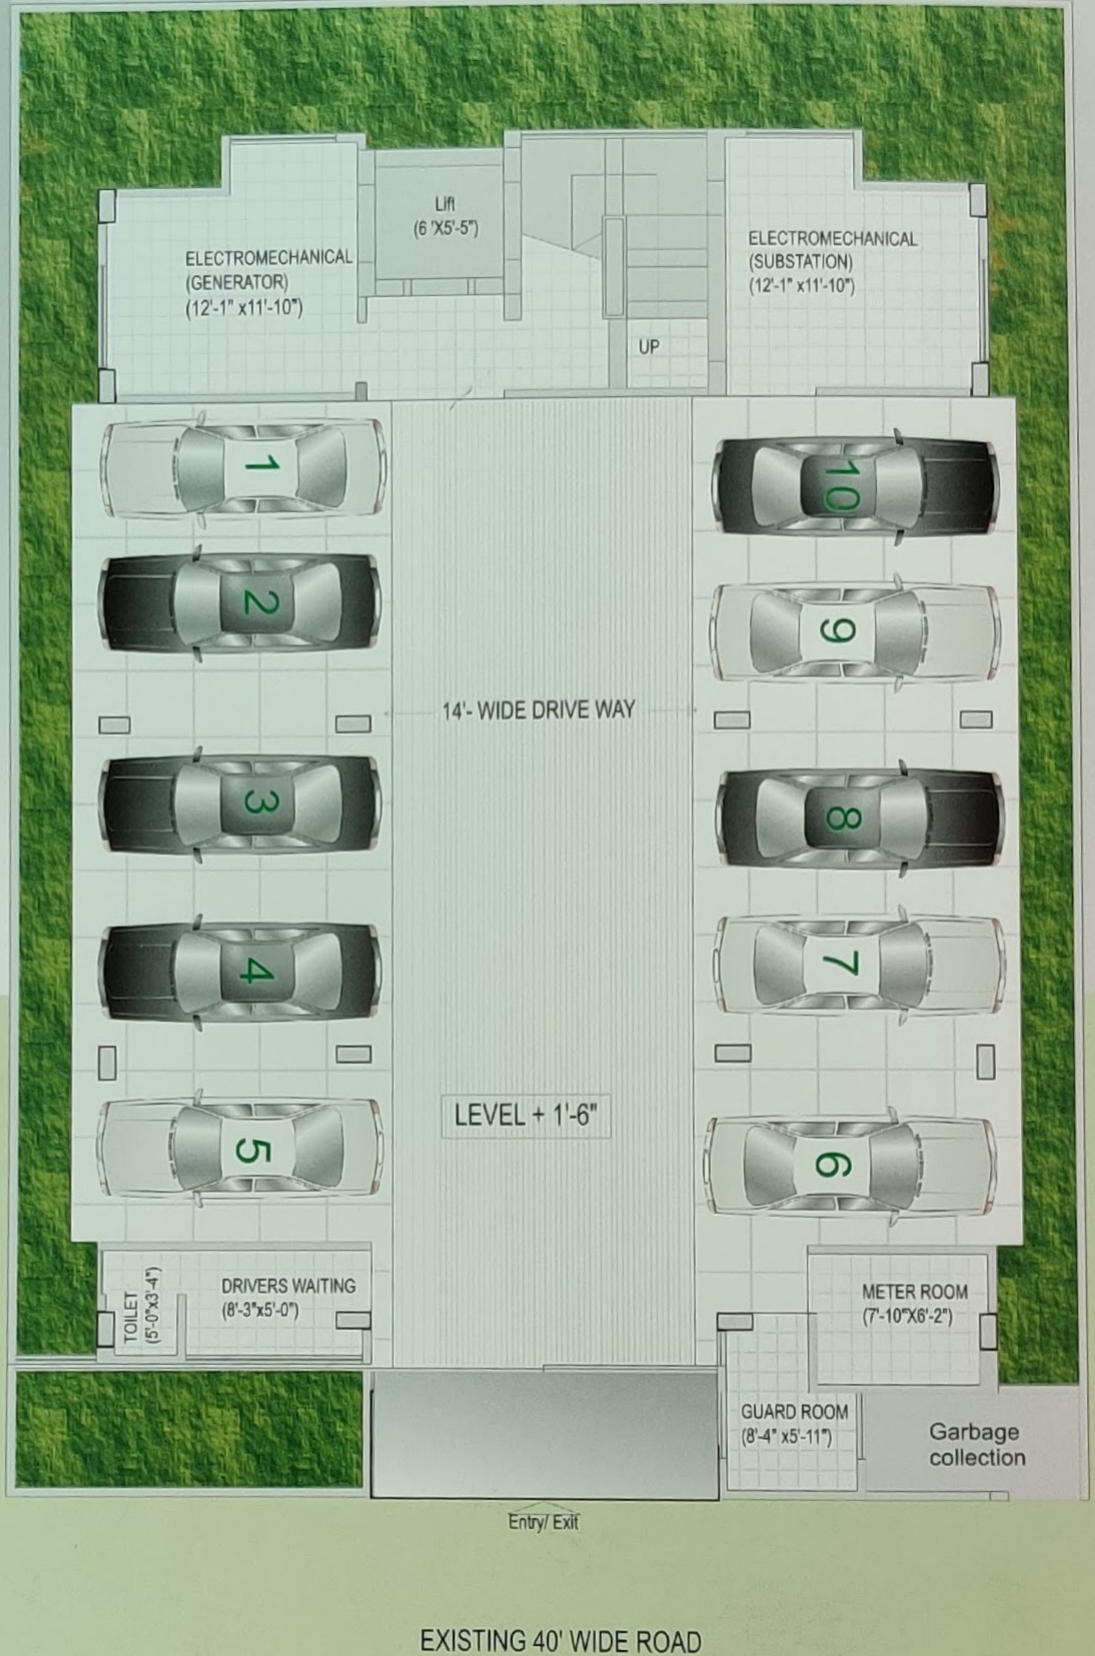 Lift
(6 'X5'-5")
ELECTROMECHANICAL
(GENERATOR)
(12'-1" x11'-10")
ELECTROMECHANICAL
(SUBSTATION)
(12'-1" x11'-10")
UP
1
10
2
9
14'- WIDE DRIVE WAY
3
8
4
7
LEVEL + 1'-6"
5
6
TOILET
(5'-0"x3'-4")
DRIVERS WAITING
(8'-3"x5'-0")
METER ROOM
(7'-10"X6'-2")
GUARD ROOM
(8'-4" x5'-11")
Garbage
collection
Entry/ Exit
EXISTING 40' WIDE ROAD